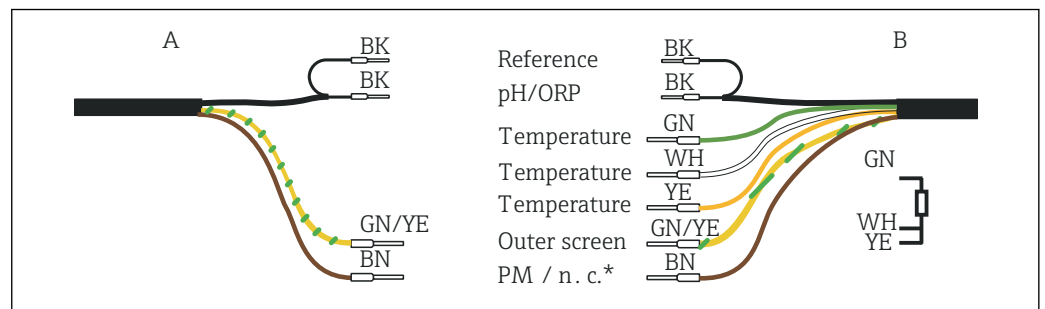 A
B
BK
Reference
BK
BK
pH/ORP
BK
Temperature
GN
Temperature
WH
Temperature
YE
GN/YE
Outer screen
GN/YE
BN
PM / n. c.*
BN
GN
WH
YE